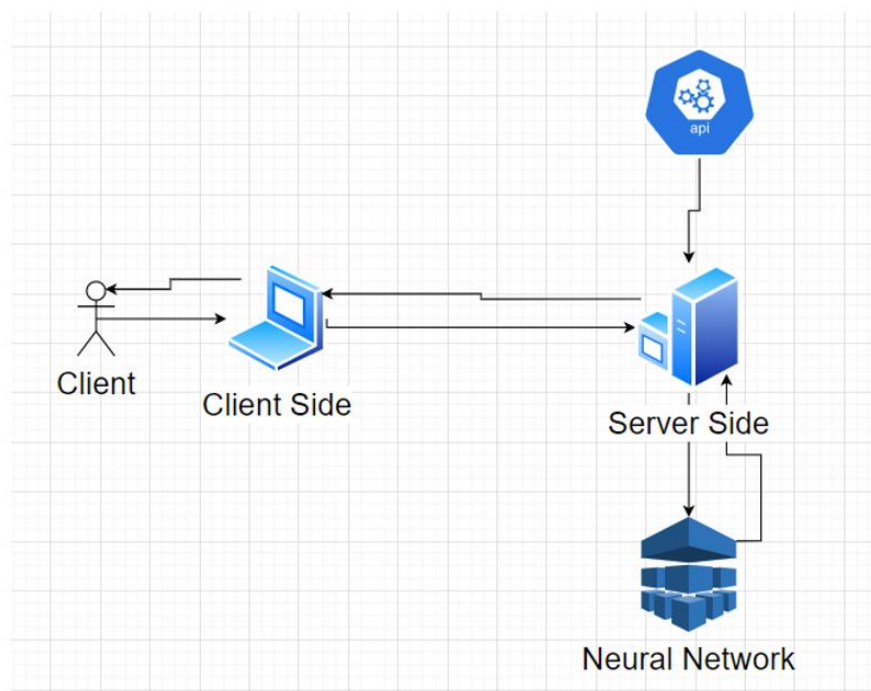 api
Client
Client Side
Server Side
Neural Network